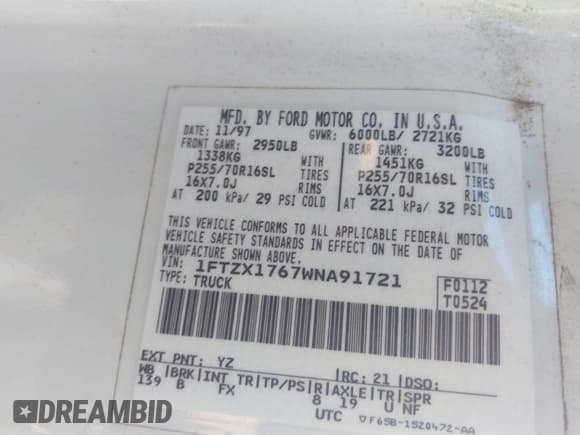 MFD. BY FORD MOTOR CO. IN U.S.A.
DATE: 11/97 GVWR: 6000LB/ 2721KG
FRONT GAWR: 2950LB REAR GAWR: 3200LB
1338KG WITH 1451KG WITH
P255/70R16SL TIRES P255/70R16SL TIRES
16X7.0J RIMS 16X7.0J RIMS
AT 200 kPa/ 29 PSI COLD AT 221 kPa/ 32 PSI COLD
THIS VEHICLE CONFORMS TO ALL APPLICABLE FEDERAL MOTOR
VEHICLE SAFETY STANDARDS IN EFFECT ON THE DATE OF
MANUFACTURE SHOWN ABOVE.
VIN: 1FTZX1767WNA91721 F0112
TYPE: TRUCK T0524
EXT PNT: YZ RC: 21 DSO:
WB BRK INT TR TP/PS R AXLE TR SPR
139 B FX 8 19 U NF
UTC ▽F65B-1520472-AA
DREAMBID